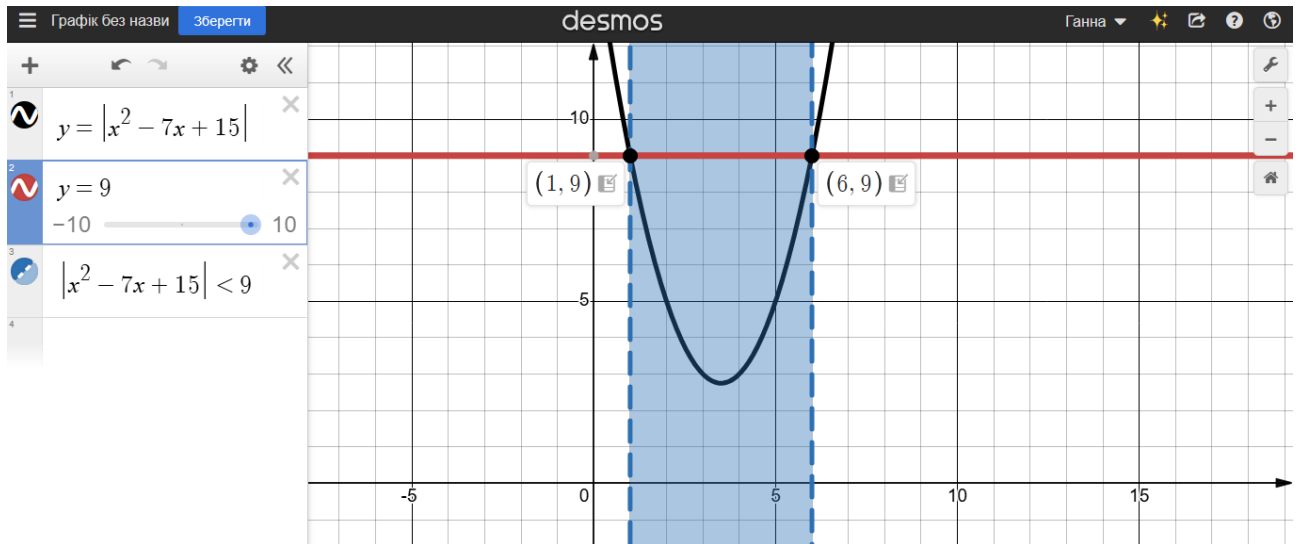 Графік без назви Зберегти desmos Ганна
1
y = |x² − 7x + 15|
2
y = 9
−10 10
3
|x² − 7x + 15| < 9
4
10
(1, 9) (6, 9)
5
-5 0 5 10 15